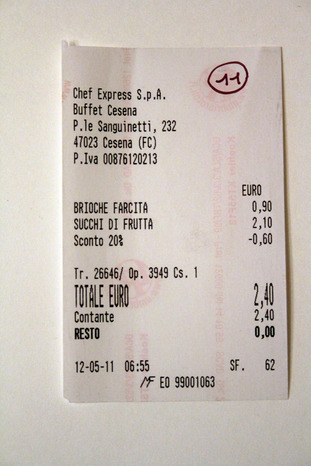 11
Chef Express S.p.A.
Buffet Cesena
P.le Sanguinetti, 232
47023 Cesena (FC)
P.Iva 00876120213
EURO
BRIOCHE FARCITA 0,90
SUCCHI DI FRUTTA 2,10
Sconto 20% -0,60
Tr. 26646/ Op. 3949 Cs. 1
TOTALE EURO 2,40
Contante 2,40
RESTO 0,00
12-05-11 06:55 SF. 62
MF EO 99001063